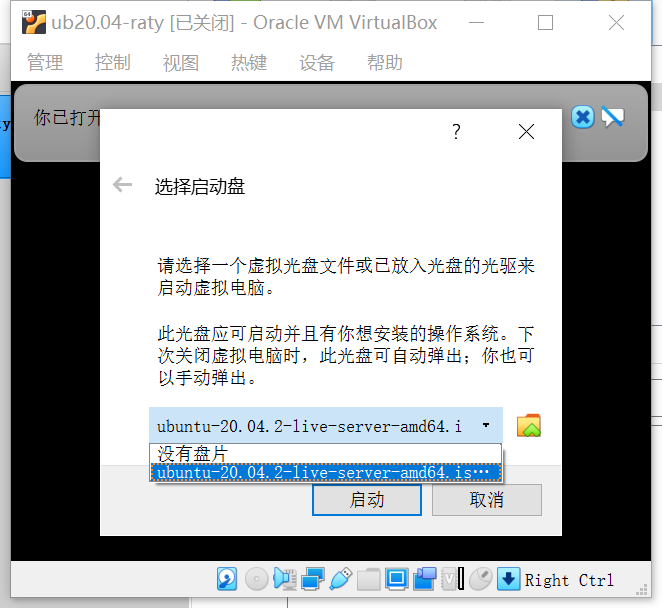 ub20.04-raty [已关闭] - Oracle VM VirtualBox
管理 控制 视图 热键 设备 帮助
你已打开
?
选择启动盘
请选择一个虚拟光盘文件或已放入光盘的光驱来
启动虚拟电脑。
此光盘应可启动并且有你想安装的操作系统。下
次关闭虚拟电脑时，此光盘可自动弹出；你也可
以手动弹出。
ubuntu-20.04.2-live-server-amd64.i
没有盘片
ubuntu-20.04.2-live-server-amd64.is…
启动 取消
Right Ctrl